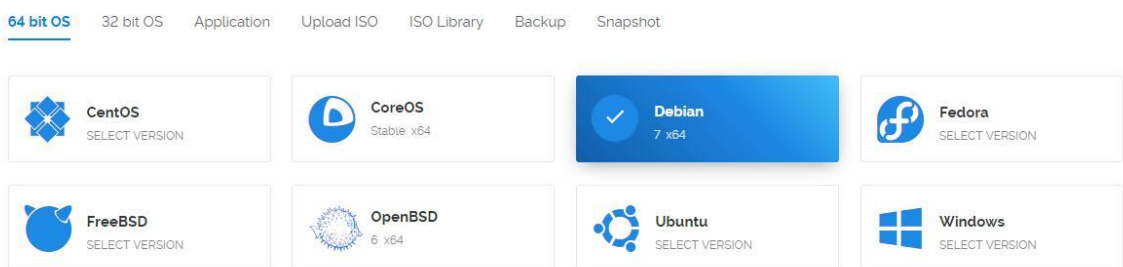 64 bit OS 32 bit OS Application Upload ISO ISO Library Backup Snapshot
CentOS
SELECT VERSION
CoreOS
Stable x64
Debian
7 x64
Fedora
SELECT VERSION
FreeBSD
SELECT VERSION
OpenBSD
6 x64
Ubuntu
SELECT VERSION
Windows
SELECT VERSION